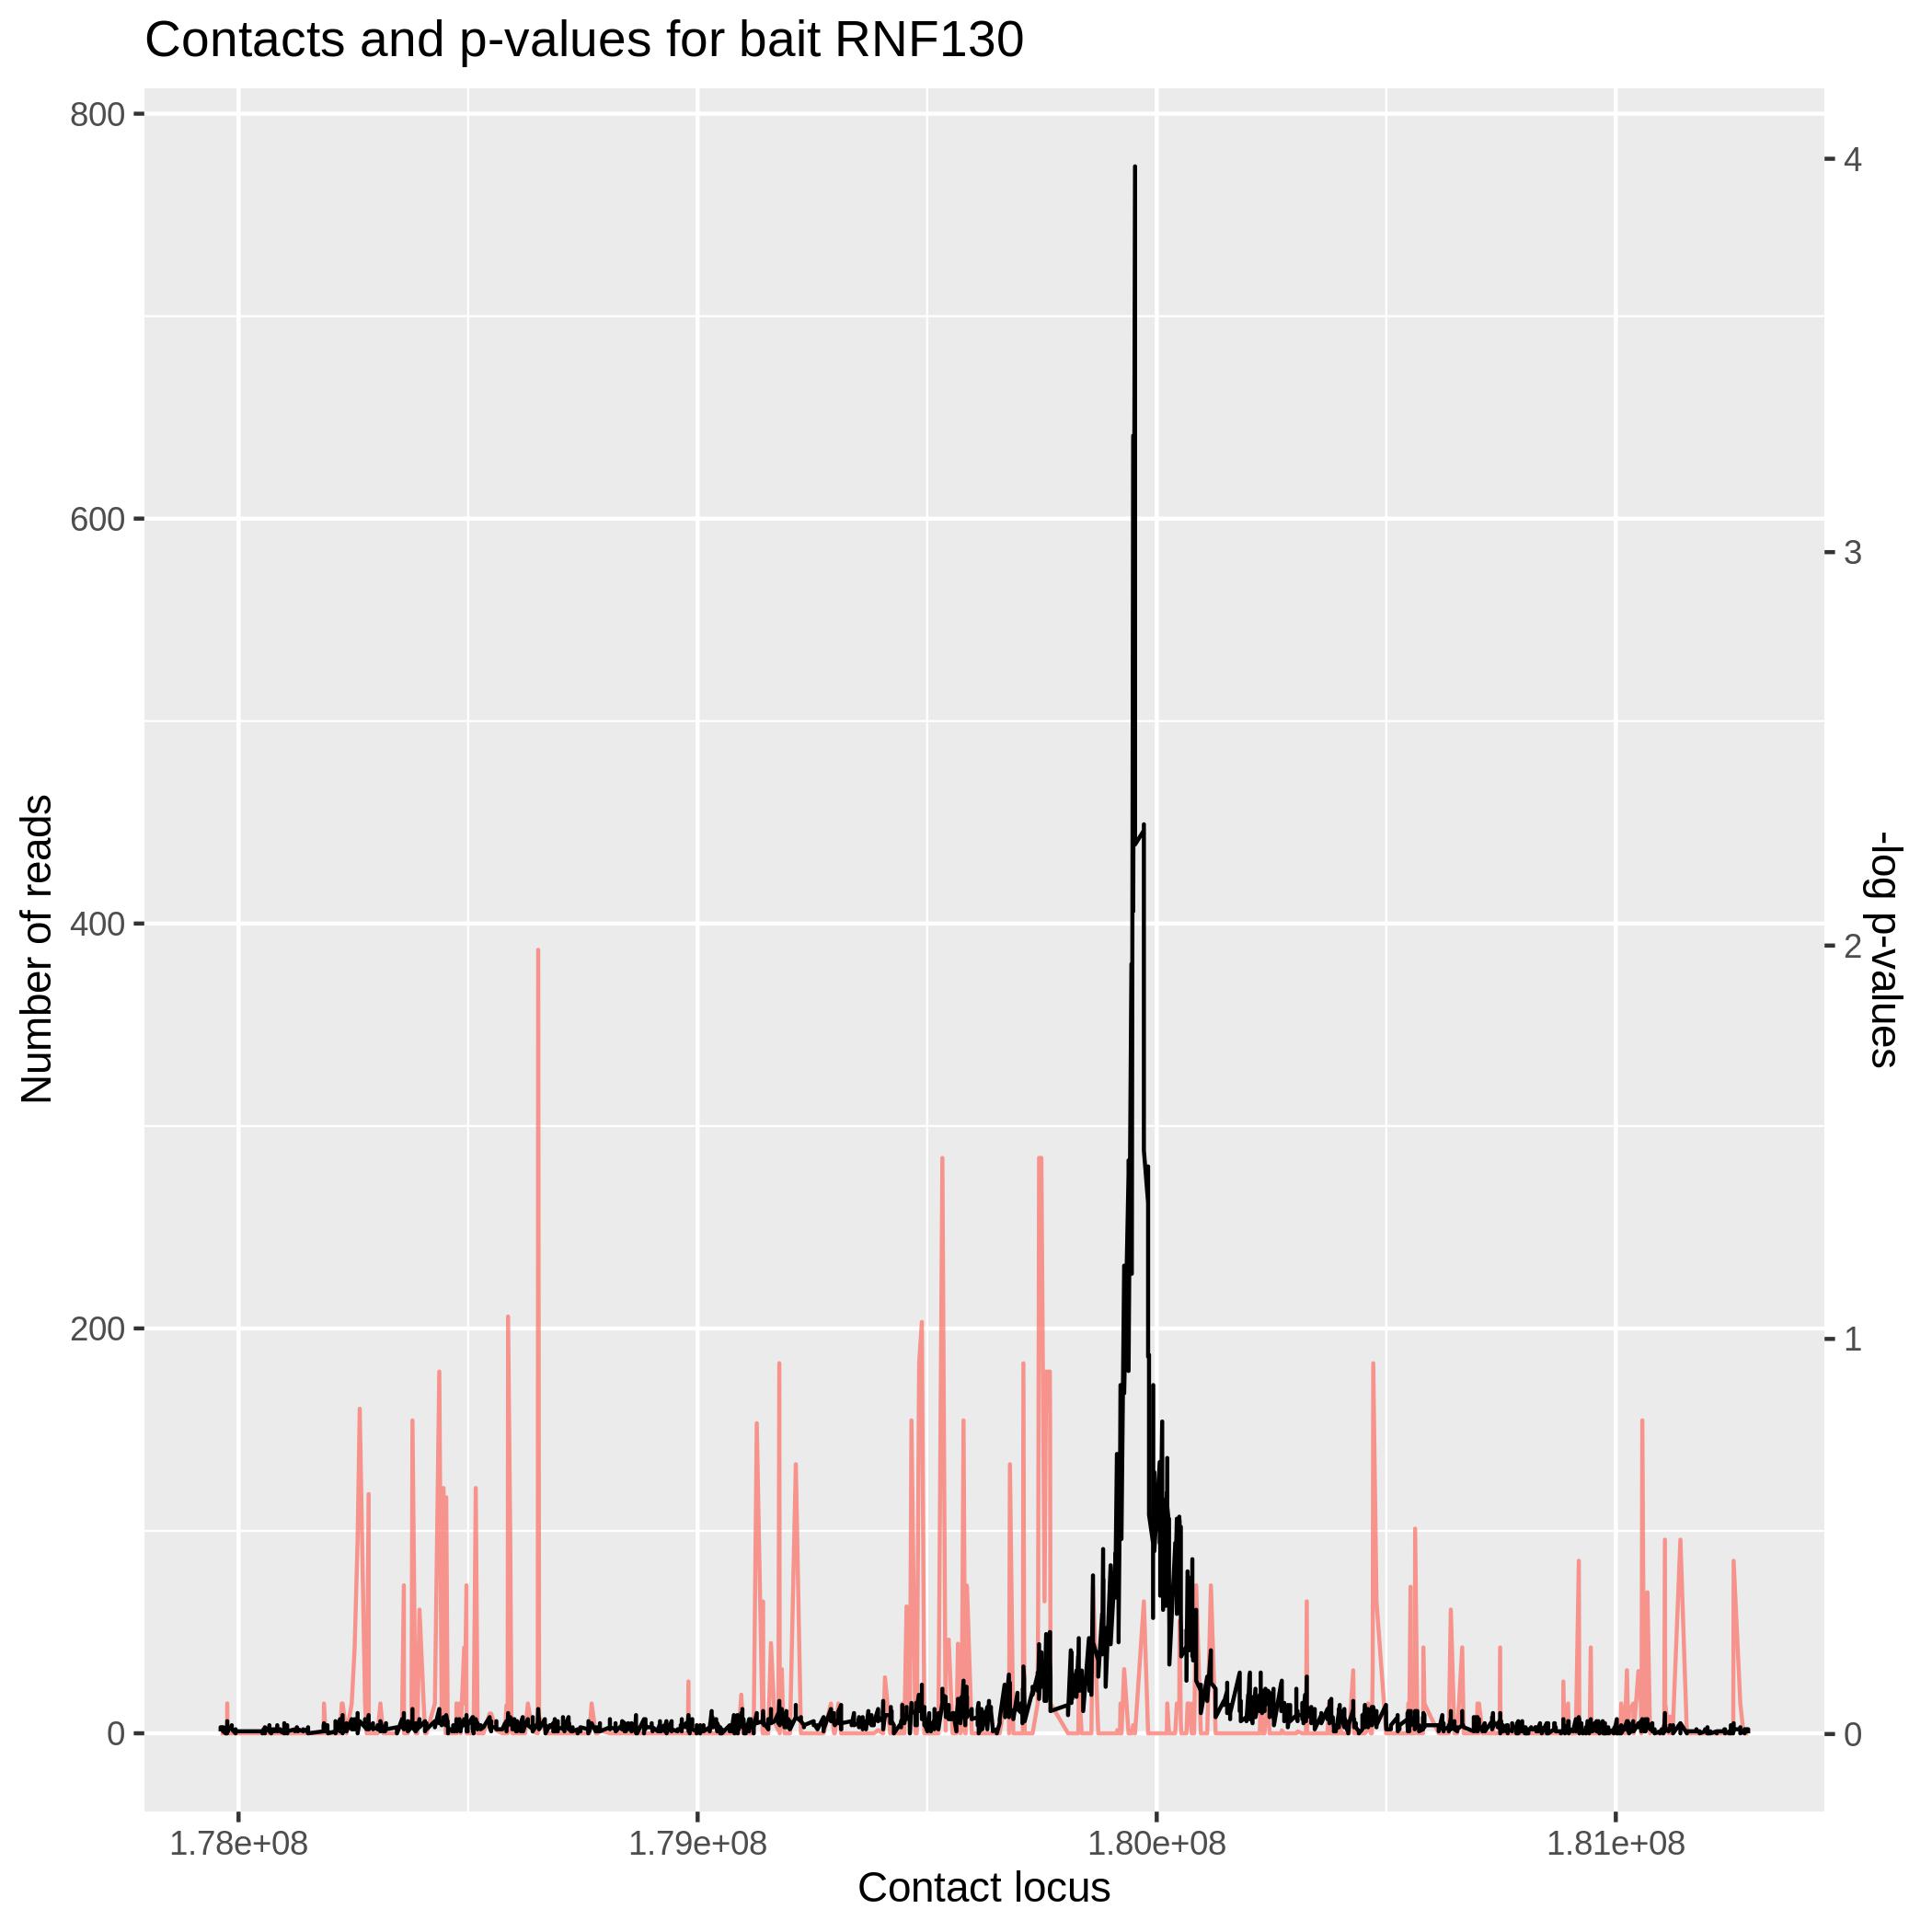 Contacts and p-values for bait RNF130
800
600
400
200
0
4
3
2
1
0
Number of reads
-log p-values
1.78e+08
1.79e+08
1.80e+08
1.81e+08
Contact locus